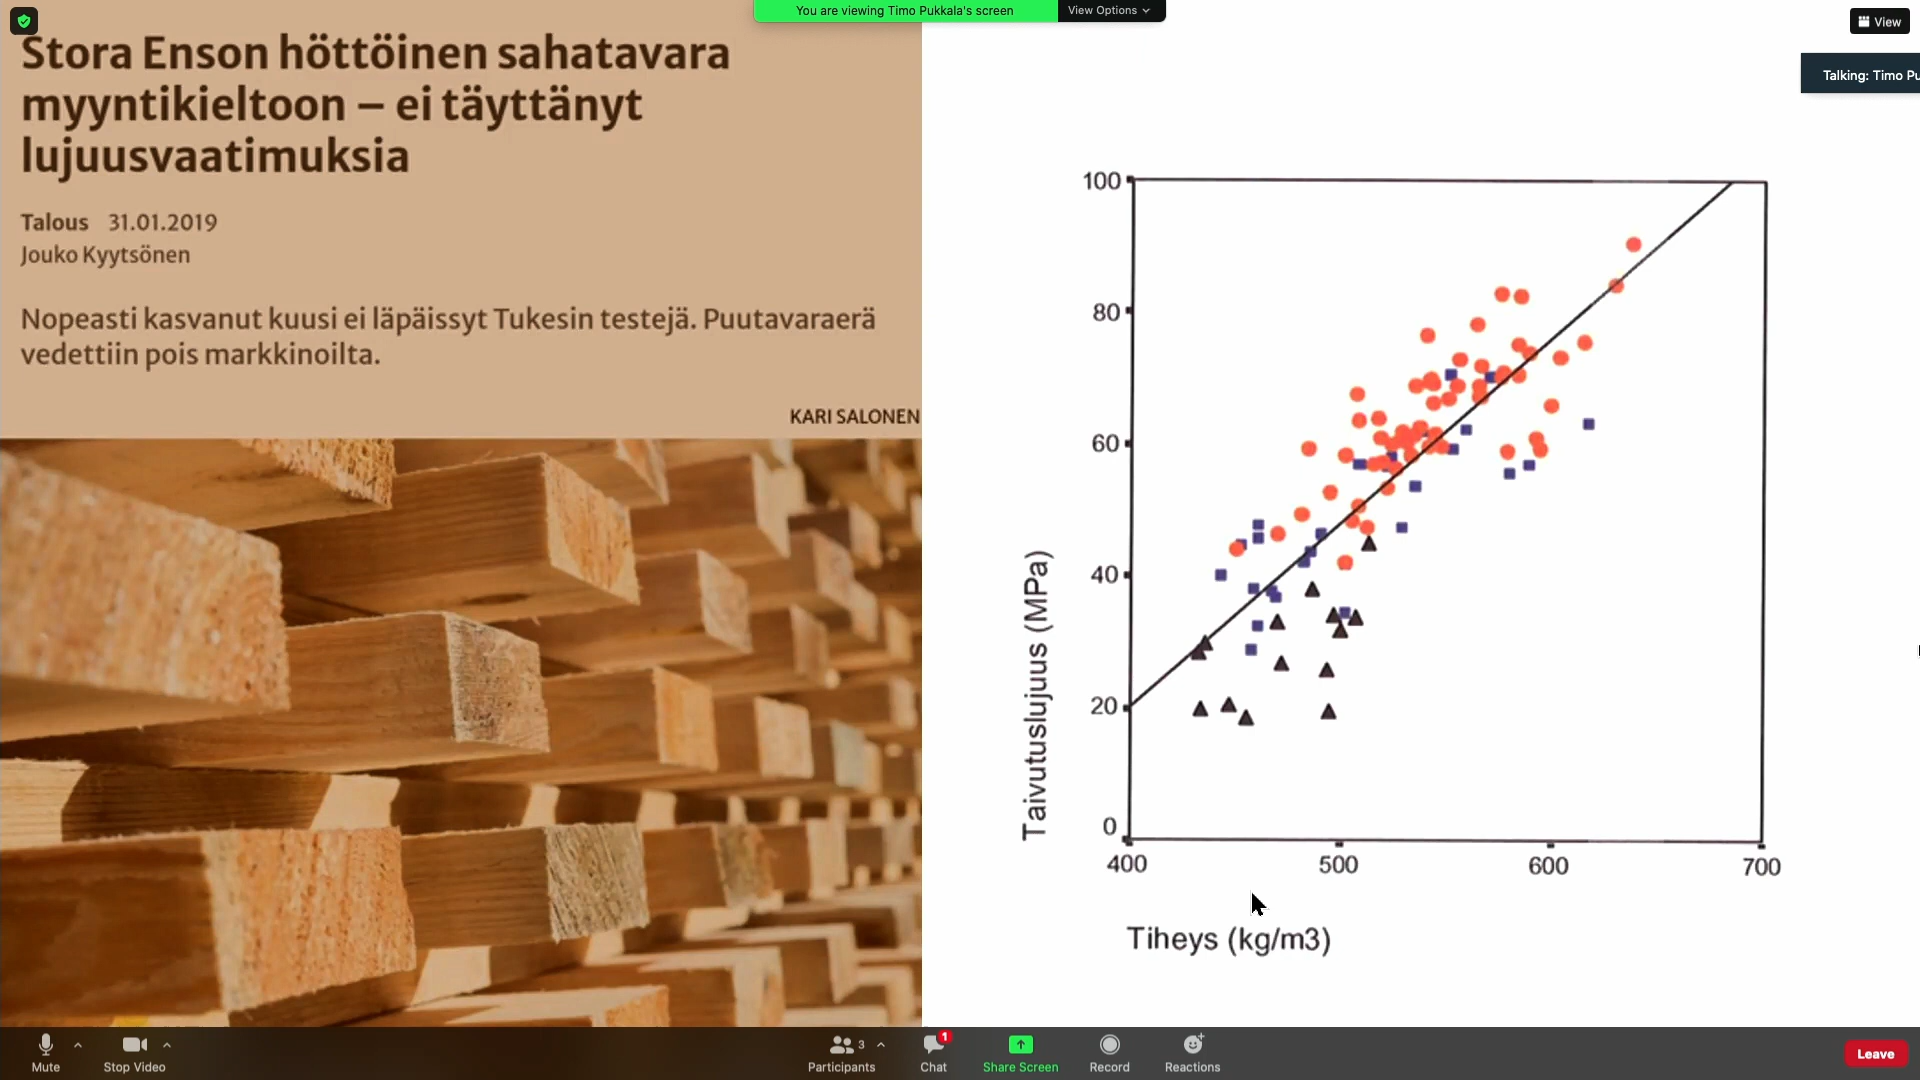 You are viewing Timo Pukkala's screen
View Options
View
Talking: Timo Pu
Stora Enson höttöinen sahatavara
myyntikieltoon – ei täyttänyt
lujuusvaatimuksia
Talous 31.01.2019
Jouko Kyytsönen
Nopeasti kasvanut kuusi ei läpäissyt Tukesin testejä. Puutavaraerä
vedettiin pois markkinoilta.
KARI SALONEN
100
80
60
40
20
0
400 500 600 700
Taivutuslujuus (MPa)
Tiheys (kg/m3)
Mute
Stop Video
3
Participants
1
Chat
Share Screen
Record
Reactions
Leave